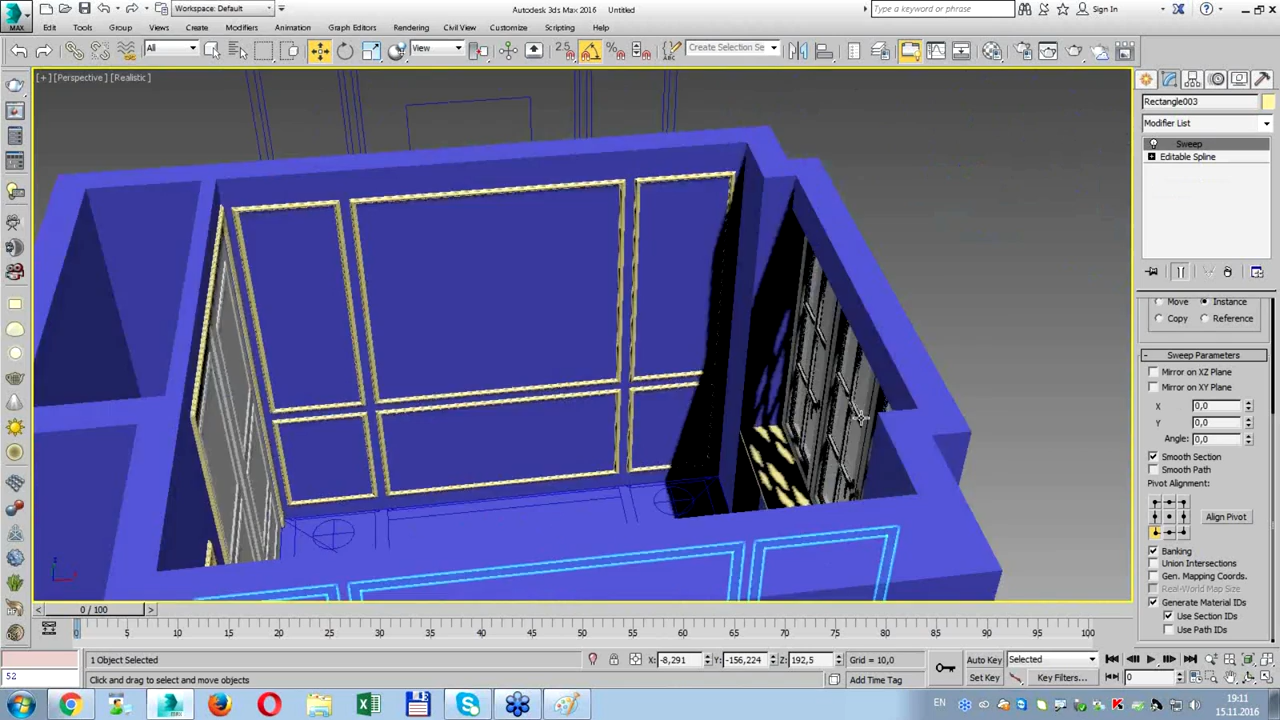 MAX
Workspace: Default
Autodesk 3ds Max 2016
Untitled
Type a keyword or phrase
Sign In
Edit
Tools
Group
Views
Create
Modifiers
Animation
Graph Editors
Rendering
Civil View
Customize
Scripting
Help
All
View
2.5
Create Selection Se
[+] [Perspective] [Realistic]
Rectangle003
Modifier List
Sweep
Editable Spline
Move
Instance
Copy
Reference
- Sweep Parameters
Mirror on XZ Plane
Mirror on XY Plane
X 0,0
Y 0,0
Angle: 0,0
Smooth Section
Smooth Path
Pivot Alignment:
Align Pivot
Banking
Union Intersections
Gen. Mapping Coords.
Real-World Map Size
Generate Material IDs
Use Section IDs
Use Path IDs
< 0 / 100 >
0 5 10 15 20 25 30 35 40 45 50 55 60 65 70 75 80 85 90 95 100
1 Object Selected
X: -8,291
Y: -156,224
Z: 192,5
Grid = 10,0
Auto Key
Selected
52
Click and drag to select and move objects
Add Time Tag
Set Key
Key Filters...
0
EN
19:11
15.11.2016